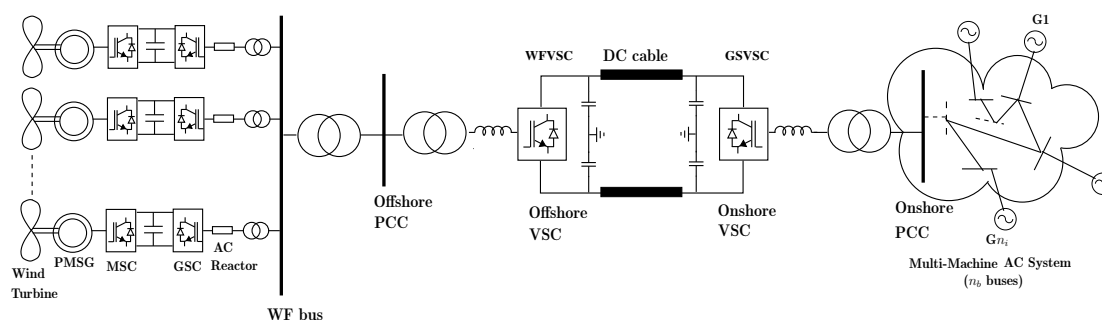 G1
WFVSC
DC cable
GSVSC
Offshore
PCC
Offshore
VSC
Onshore
VSC
Onshore
PCC
G$n_i$
Wind
Turbine
PMSG
MSC
GSC
AC
Reactor
Multi-Machine AC System
($n_b$ buses)
WF bus